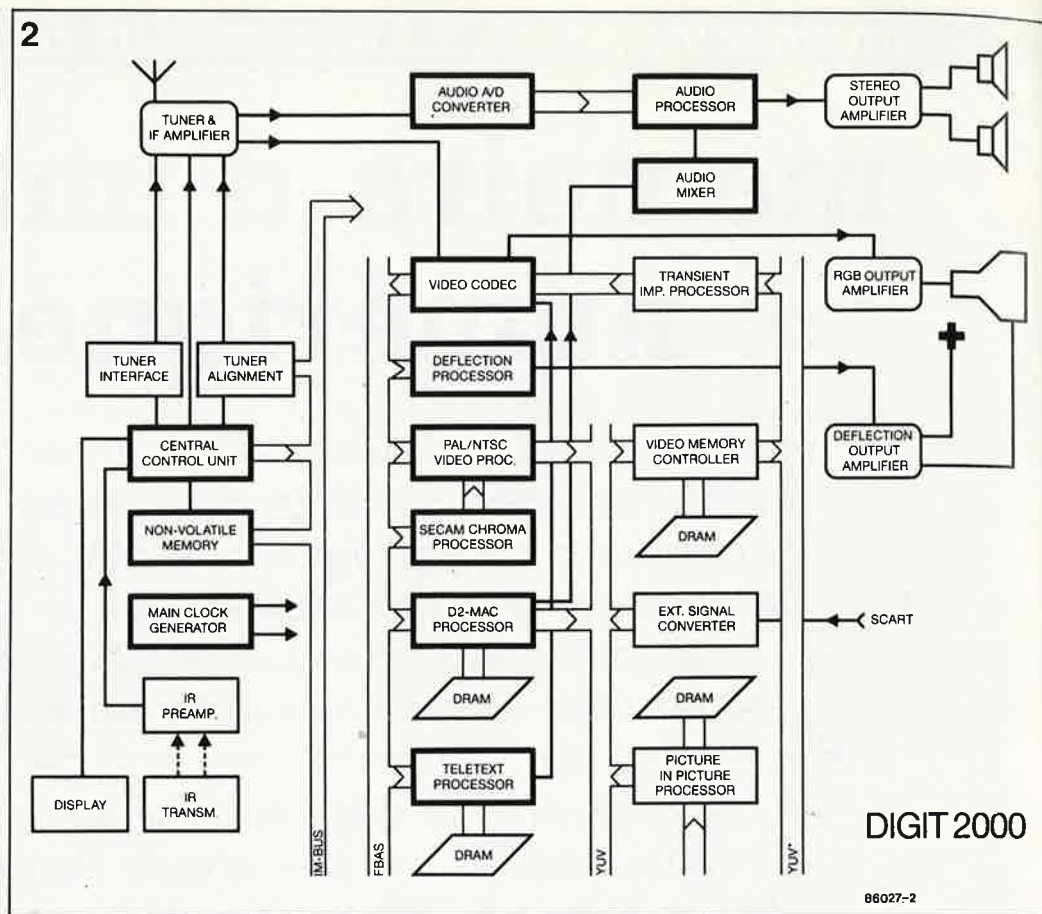 2
TUNER &
IF AMPLIFIER
AUDIO A/D
CONVERTER
AUDIO
PROCESSOR
STEREO
OUTPUT
AMPLIFIER
AUDIO
MIXER
VIDEO CODEC
TRANSIENT
IMP. PROCESSOR
RGB OUTPUT
AMPLIFIER
TUNER
INTERFACE
TUNER
ALIGNMENT
DEFLECTION
PROCESSOR
CENTRAL
CONTROL UNIT
PAL/NTSC
VIDEO PROC.
VIDEO MEMORY
CONTROLLER
DEFLECTION
OUTPUT
AMPLIFIER
NON-VOLATILE
MEMORY
SECAM CHROMA
PROCESSOR
DRAM
MAIN CLOCK
GENERATOR
D2-MAC
PROCESSOR
EXT. SIGNAL
CONVERTER
SCART
IR
PREAMP.
DRAM
DRAM
DISPLAY
IR
TRANSM.
TELETEXT
PROCESSOR
PICTURE
IN PICTURE
PROCESSOR
DRAM
IM-BUS
FBAS
YUV
YUV*
DIGIT 2000
86027-2